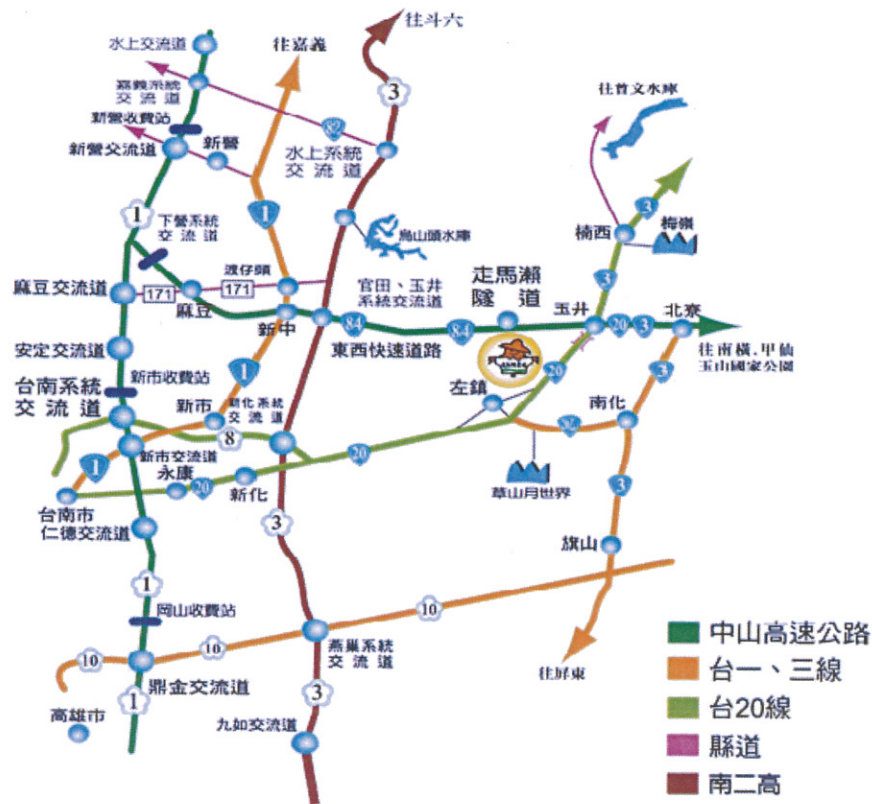 往斗六
水上交流道
往嘉義
嘉義系統
交流道
3
往首文水庫
新營收費站
82
新營交流道
新營
水上系統
交流道
1
1
下營系統
交流道
3
楠西
梅嶺
烏山頭水庫
3
渡仔頭
官田、玉井
系統交流道
走馬瀨
隧道
麻豆交流道
171
麻豆
171
玉井
北寮
新中
84
84
20
3
東西快速道路
往南橫.甲仙
玉山國家公園
安定交流道
1
20
3
新市收費站
左鎮
台南系統
交流道
新市
新化系統
交流道
南化
8
20
1
新市交流道
永康
20
新化
草山月世界
3
台南市
仁德交流道
3
旗山
1
岡山收費站
10
10
10
燕巢系統
交流道
鼎金交流道
往屏東
1
3
高雄市
九如交流道
中山高速公路
台一、三線
台20線
縣道
南二高